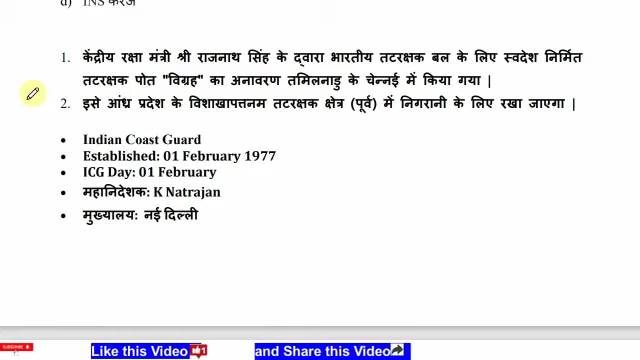 d) INS करंज
1. केंद्रीय रक्षा मंत्री श्री राजनाथ सिंह के द्वारा भारतीय तटरक्षक बल के लिए स्वदेश निर्मित
तटरक्षक पोत "विग्रह" का अनावरण तमिलनाडु के चेन्नई में किया गया |
2. इसे आंध्र प्रदेश के विशाखापत्तनम तटरक्षक क्षेत्र (पूर्व) में निगरानी के लिए रखा जाएगा |
• Indian Coast Guard
• Established: 01 February 1977
• ICG Day: 01 February
• महानिदेशक: K Natrajan
• मुख्यालय: नई दिल्ली
SUBSCRIBE
Like this Video and Share this Video